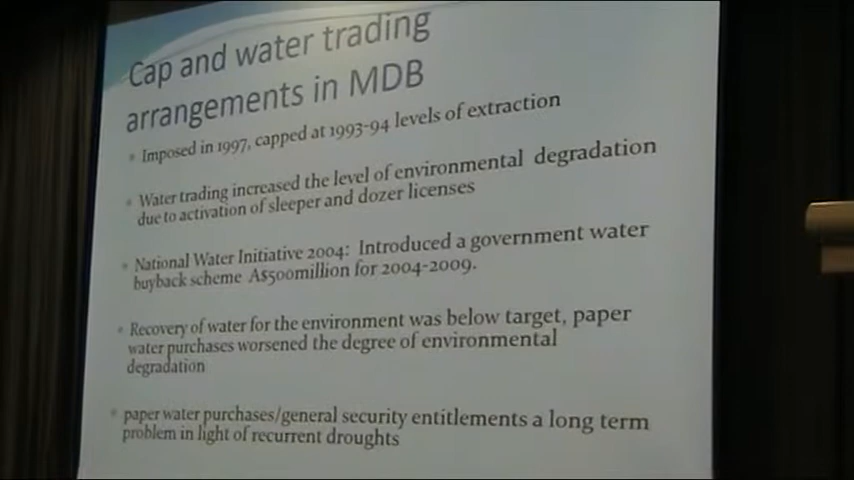 Cap and water trading
arrangements in MDB
Imposed in 1997, capped at 1993-94 levels of extraction
Water trading increased the level of environmental degradation
due to activation of sleeper and dozer licenses
National Water Initiative 2004: Introduced a government water
buyback scheme A$500million for 2004-2009.
Recovery of water for the environment was below target, paper
water purchases worsened the degree of environmental
degradation
paper water purchases/general security entitlements a long term
problem in light of recurrent droughts